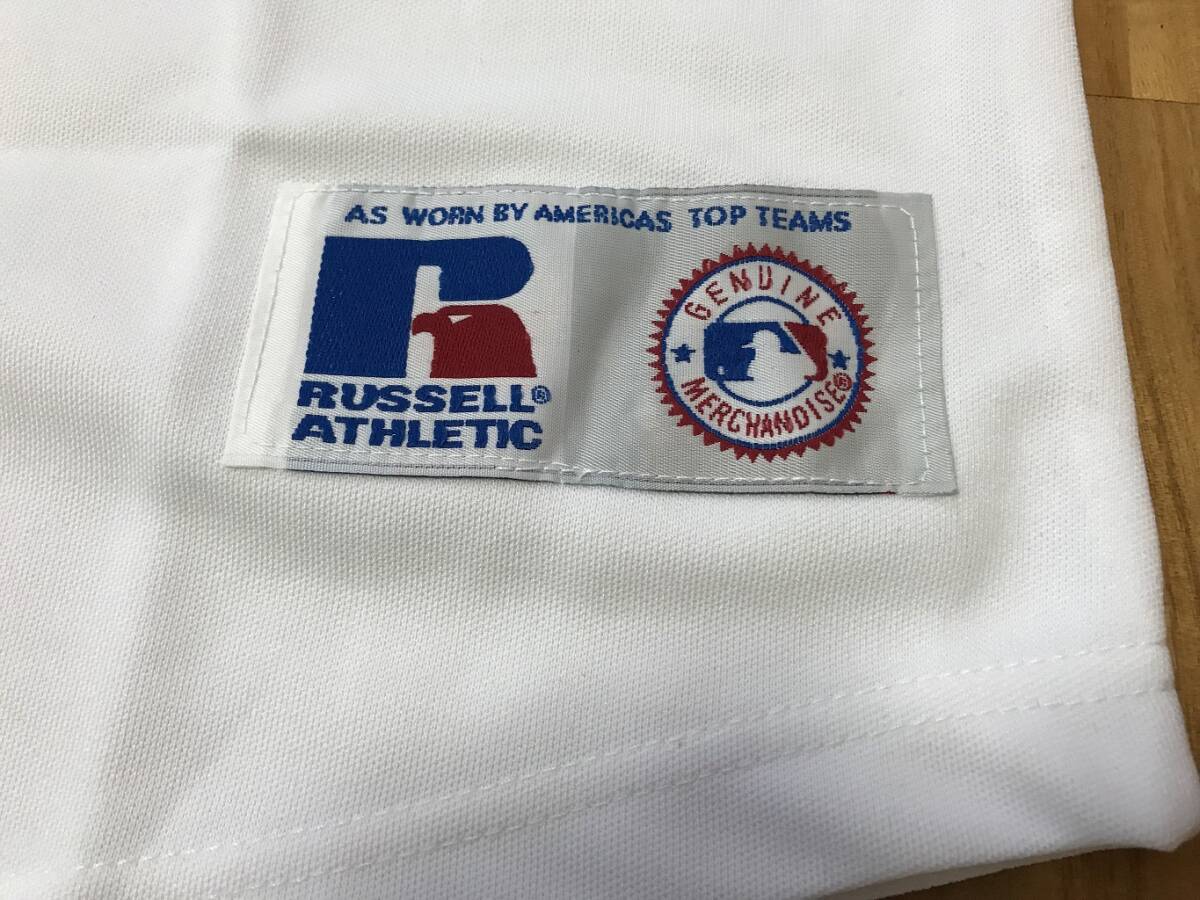 AS WORN BY AMERICAS TOP TEAMS
RUSSELL®
ATHLETIC
GENUINE
MERCHANDISE®